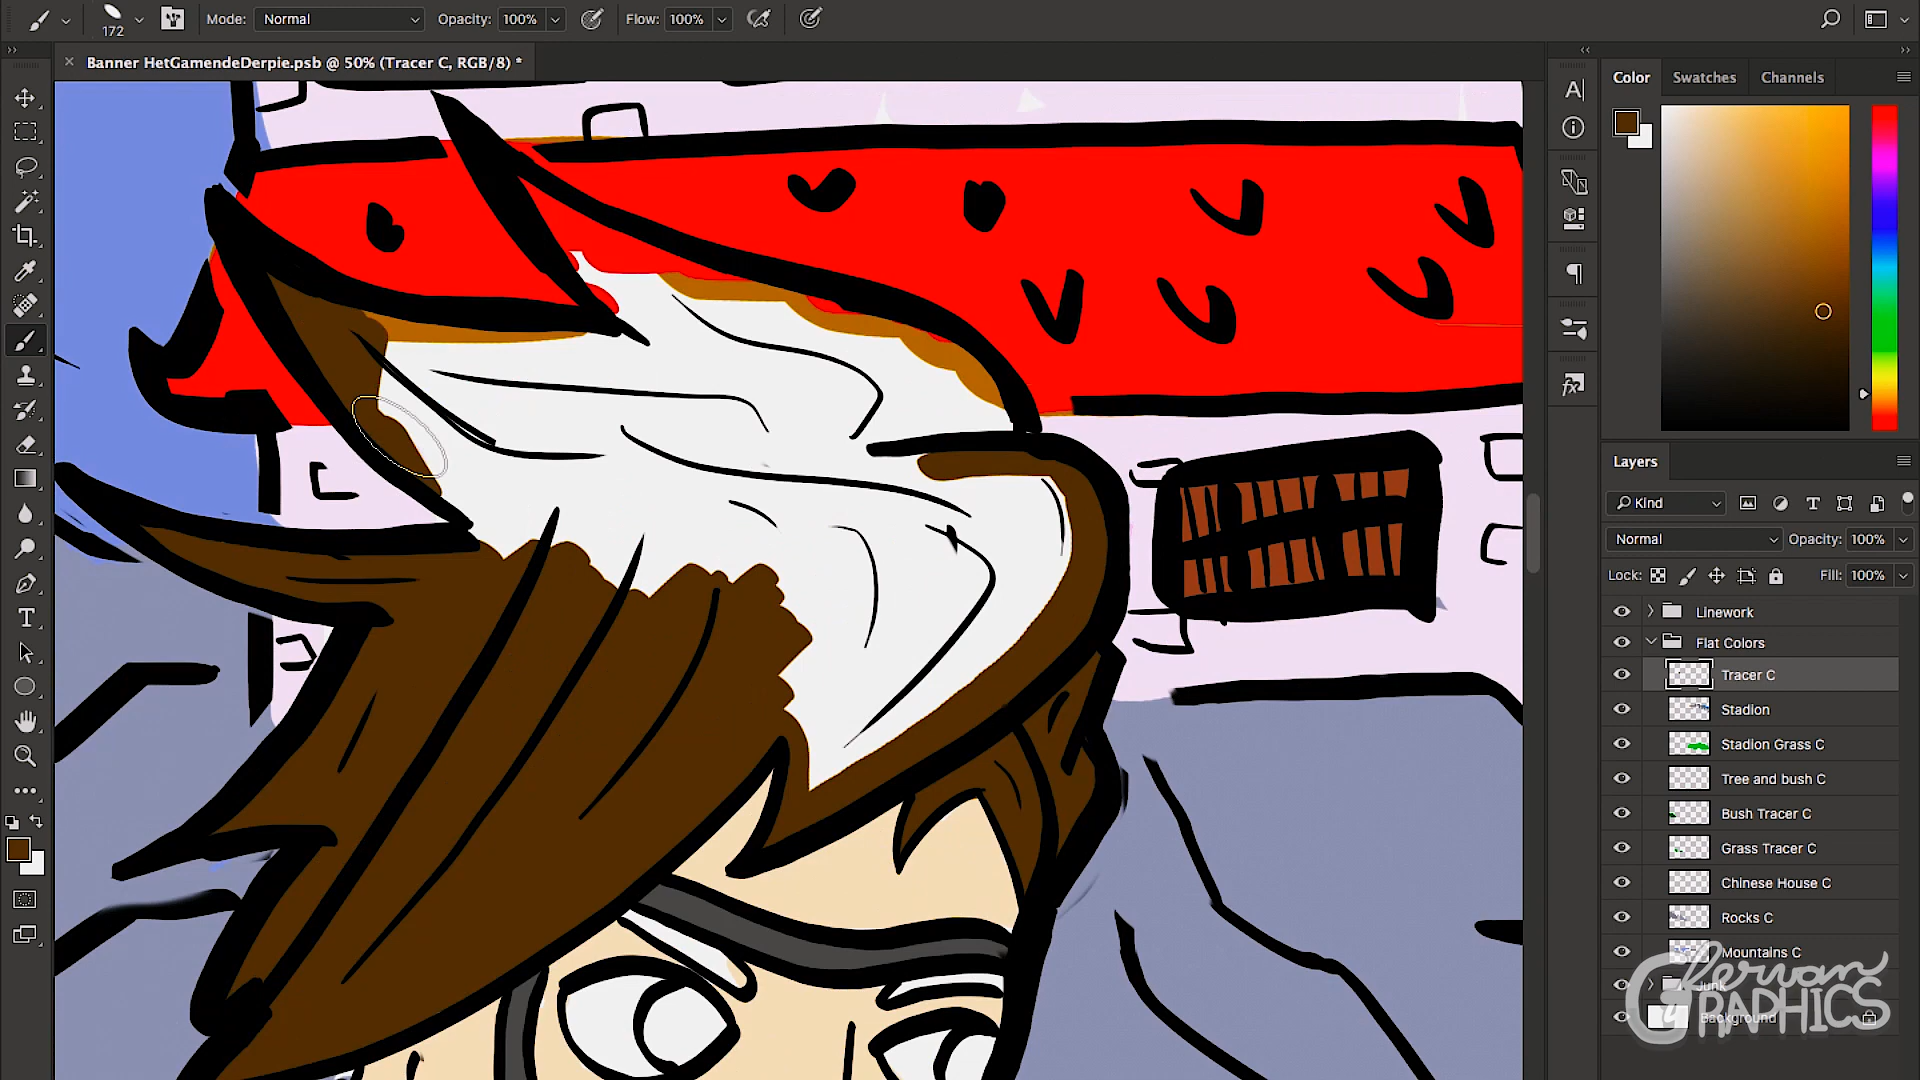 172
Mode: Normal Opacity: 100% Flow: 100%
× Banner HetGamendeDerpie.psb @ 50% (Tracer C, RGB/8) *
Color Swatches Channels
Layers
Kind
Normal Opacity: 100%
Lock: Fill: 100%
Linework
Flat Colors
Tracer C
Stadion
Stadion Grass C
Tree and bush C
Bush Tracer C
Grass Tracer C
Chinese House C
Rocks C
Mountains C
Junk
Background
GRAPHICS